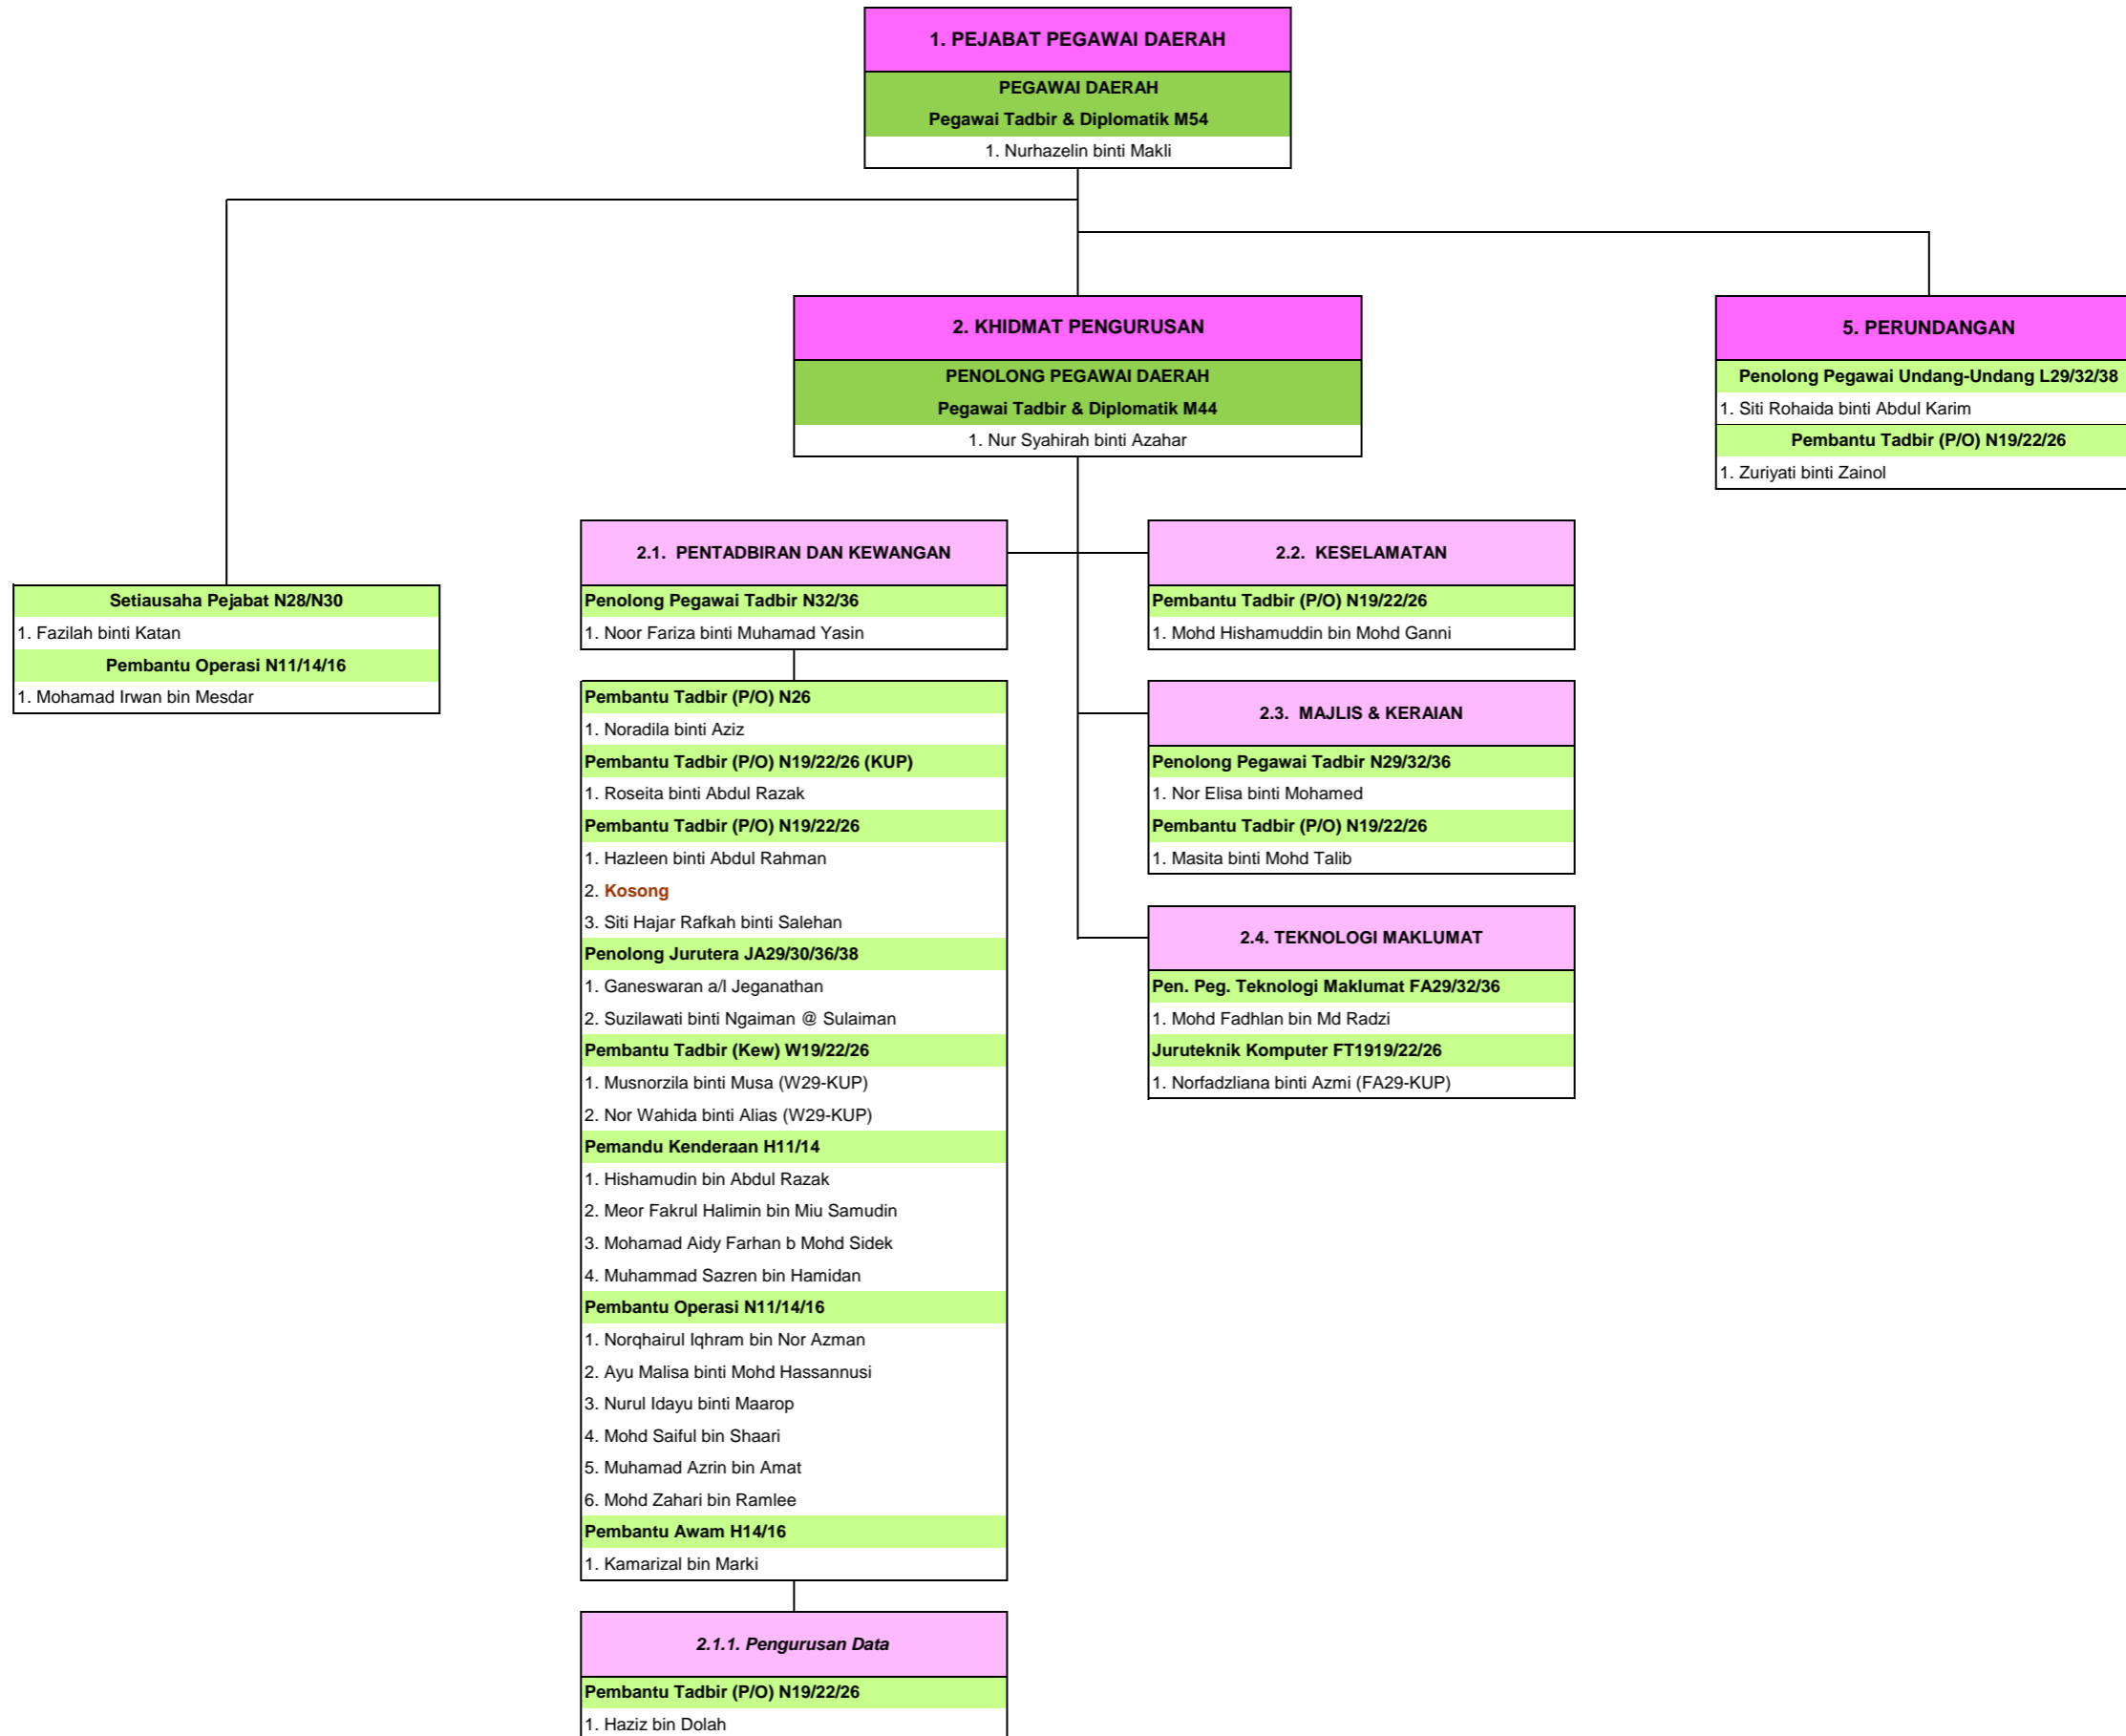 1. PEJABAT PEGAWAI DAERAH
PEGAWAI DAERAH
Pegawai Tadbir & Diplomatik M54
1. Nurhazelin binti Makli
2. KHIDMAT PENGURUSAN
PENOLONG PEGAWAI DAERAH
Pegawai Tadbir & Diplomatik M44
1. Nur Syahirah binti Azahar
5. PERUNDANGAN
Penolong Pegawai Undang-Undang L29/32/38
1. Siti Rohaida binti Abdul Karim
Pembantu Tadbir (P/O) N19/22/26
1. Zuriyati binti Zainol
Setiausaha Pejabat N28/N30
1. Fazilah binti Katan
Pembantu Operasi N11/14/16
1. Mohamad Irwan bin Mesdar
2.1. PENTADBIRAN DAN KEWANGAN
Penolong Pegawai Tadbir N32/36
1. Noor Fariza binti Muhamad Yasin
Pembantu Tadbir (P/O) N26
1. Noradila binti Aziz
Pembantu Tadbir (P/O) N19/22/26 (KUP)
1. Roseita binti Abdul Razak
Pembantu Tadbir (P/O) N19/22/26
1. Hazleen binti Abdul Rahman
2. Kosong
3. Siti Hajar Rafkah binti Salehan
Penolong Jurutera JA29/30/36/38
1. Ganeswaran a/l Jeganathan
2. Suzilawati binti Ngaiman @ Sulaiman
Pembantu Tadbir (Kew) W19/22/26
1. Musnorzila binti Musa (W29-KUP)
2. Nor Wahida binti Alias (W29-KUP)
Pemandu Kenderaan H11/14
1. Hishamudin bin Abdul Razak
2. Meor Fakrul Halimin bin Miu Samudin
3. Mohamad Aidy Farhan b Mohd Sidek
4. Muhammad Sazren bin Hamidan
Pembantu Operasi N11/14/16
1. Norqhairul Iqhram bin Nor Azman
2. Ayu Malisa binti Mohd Hassannusi
3. Nurul Idayu binti Maarop
4. Mohd Saiful bin Shaari
5. Muhamad Azrin bin Amat
6. Mohd Zahari bin Ramlee
Pembantu Awam H14/16
1. Kamarizal bin Marki
2.1.1. Pengurusan Data
Pembantu Tadbir (P/O) N19/22/26
1. Haziz bin Dolah
2.2. KESELAMATAN
Pembantu Tadbir (P/O) N19/22/26
1. Mohd Hishamuddin bin Mohd Ganni
2.3. MAJLIS & KERAIAN
Penolong Pegawai Tadbir N29/32/36
1. Nor Elisa binti Mohamed
Pembantu Tadbir (P/O) N19/22/26
1. Masita binti Mohd Talib
2.4. TEKNOLOGI MAKLUMAT
Pen. Peg. Teknologi Maklumat FA29/32/36
1. Mohd Fadhlan bin Md Radzi
Juruteknik Komputer FT1919/22/26
1. Norfadzliana binti Azmi (FA29-KUP)